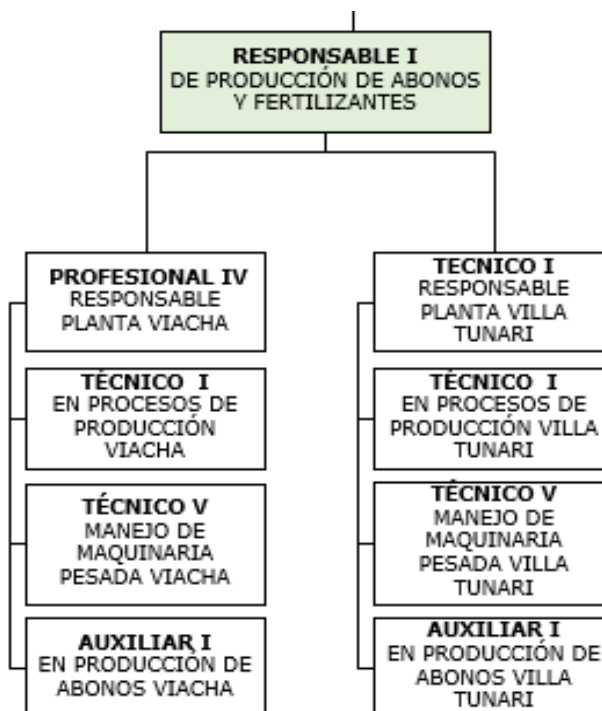 RESPONSABLE I
DE PRODUCCIÓN DE ABONOS
Y FERTILIZANTES
PROFESIONAL IV
RESPONSABLE
PLANTA VIACHA
TÉCNICO I
EN PROCESOS DE
PRODUCCIÓN
VIACHA
TÉCNICO V
MANEJO DE
MAQUINARIA
PESADA VIACHA
AUXILIAR I
EN PRODUCCIÓN DE
ABONOS VIACHA
TECNICO I
RESPONSABLE
PLANTA VILLA
TUNARI
TÉCNICO I
EN PROCESOS DE
PRODUCCIÓN VILLA
TUNARI
TÉCNICO V
MANEJO DE
MAQUINARIA
PESADA VILLA
TUNARI
AUXILIAR I
EN PRODUCCIÓN DE
ABONOS VILLA
TUNARI